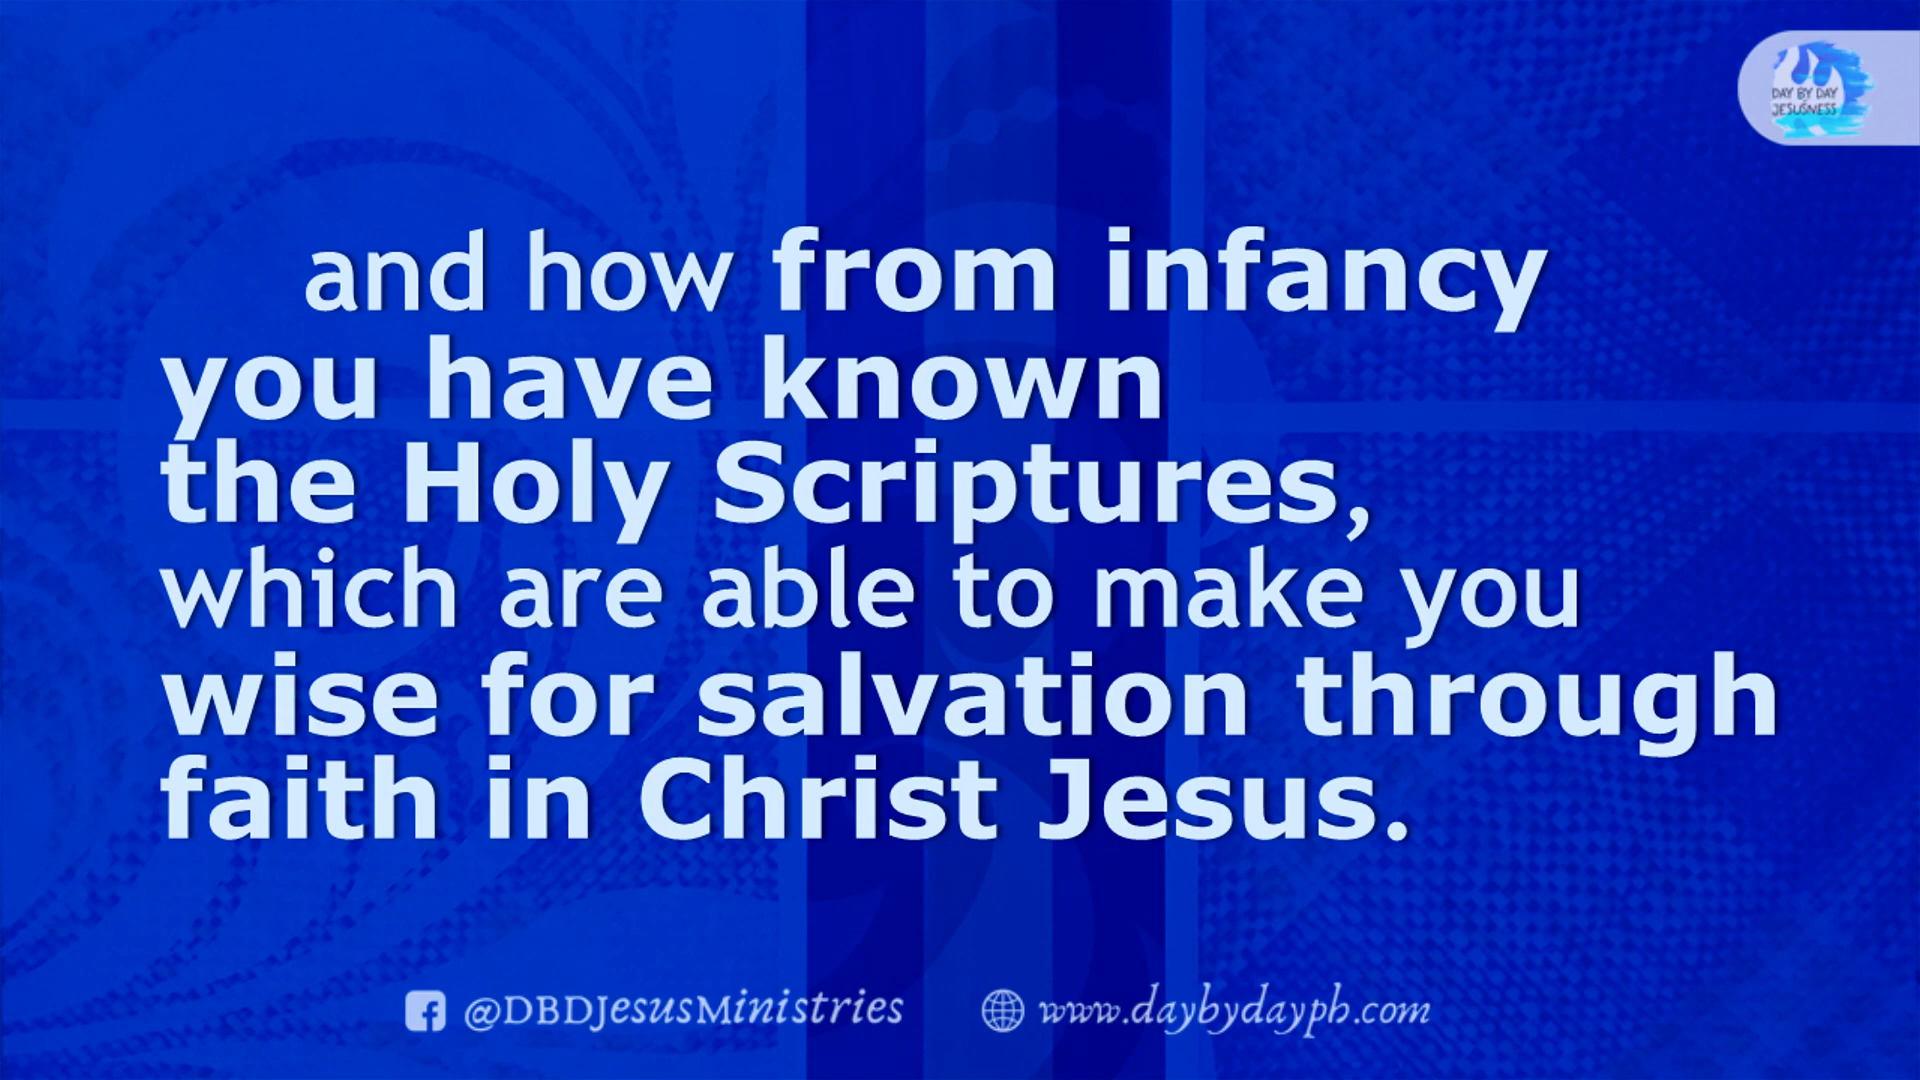 DAY BY DAY
JESUSNESS
and how from infancy
you have known
the Holy Scriptures,
which are able to make you
wise for salvation through
faith in Christ Jesus.
@DBDJesusMinistries
www.daybydayph.com